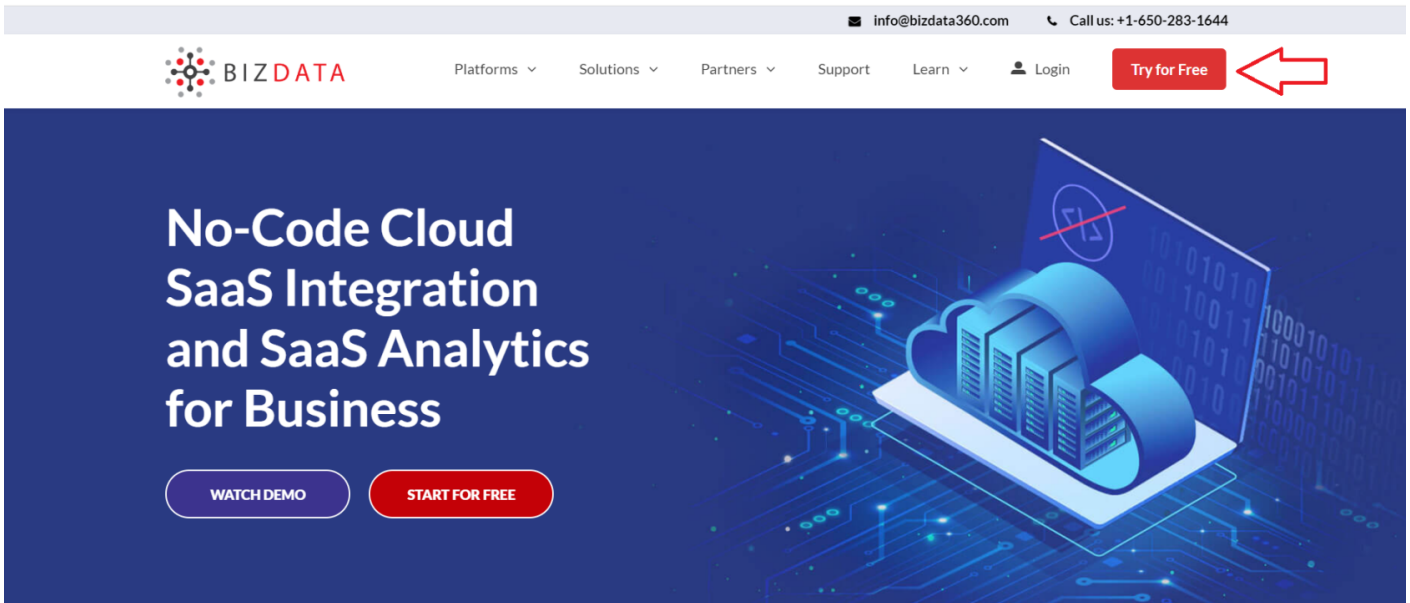 info@bizdata360.com Call us: +1-650-283-1644
BIZDATA Platforms Solutions Partners Support Learn Login Try for Free
No-Code Cloud
SaaS Integration
and SaaS Analytics
for Business
WATCH DEMO START FOR FREE